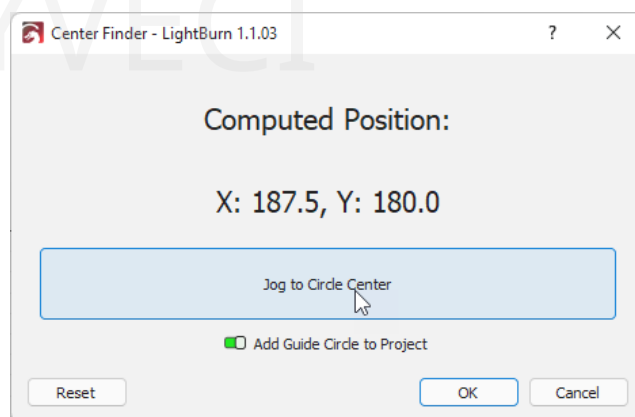 Center Finder - LightBurn 1.1.03
?
Computed Position:
X: 187.5, Y: 180.0
Jog to Circle Center
Add Guide Circle to Project
Reset
OK
Cancel